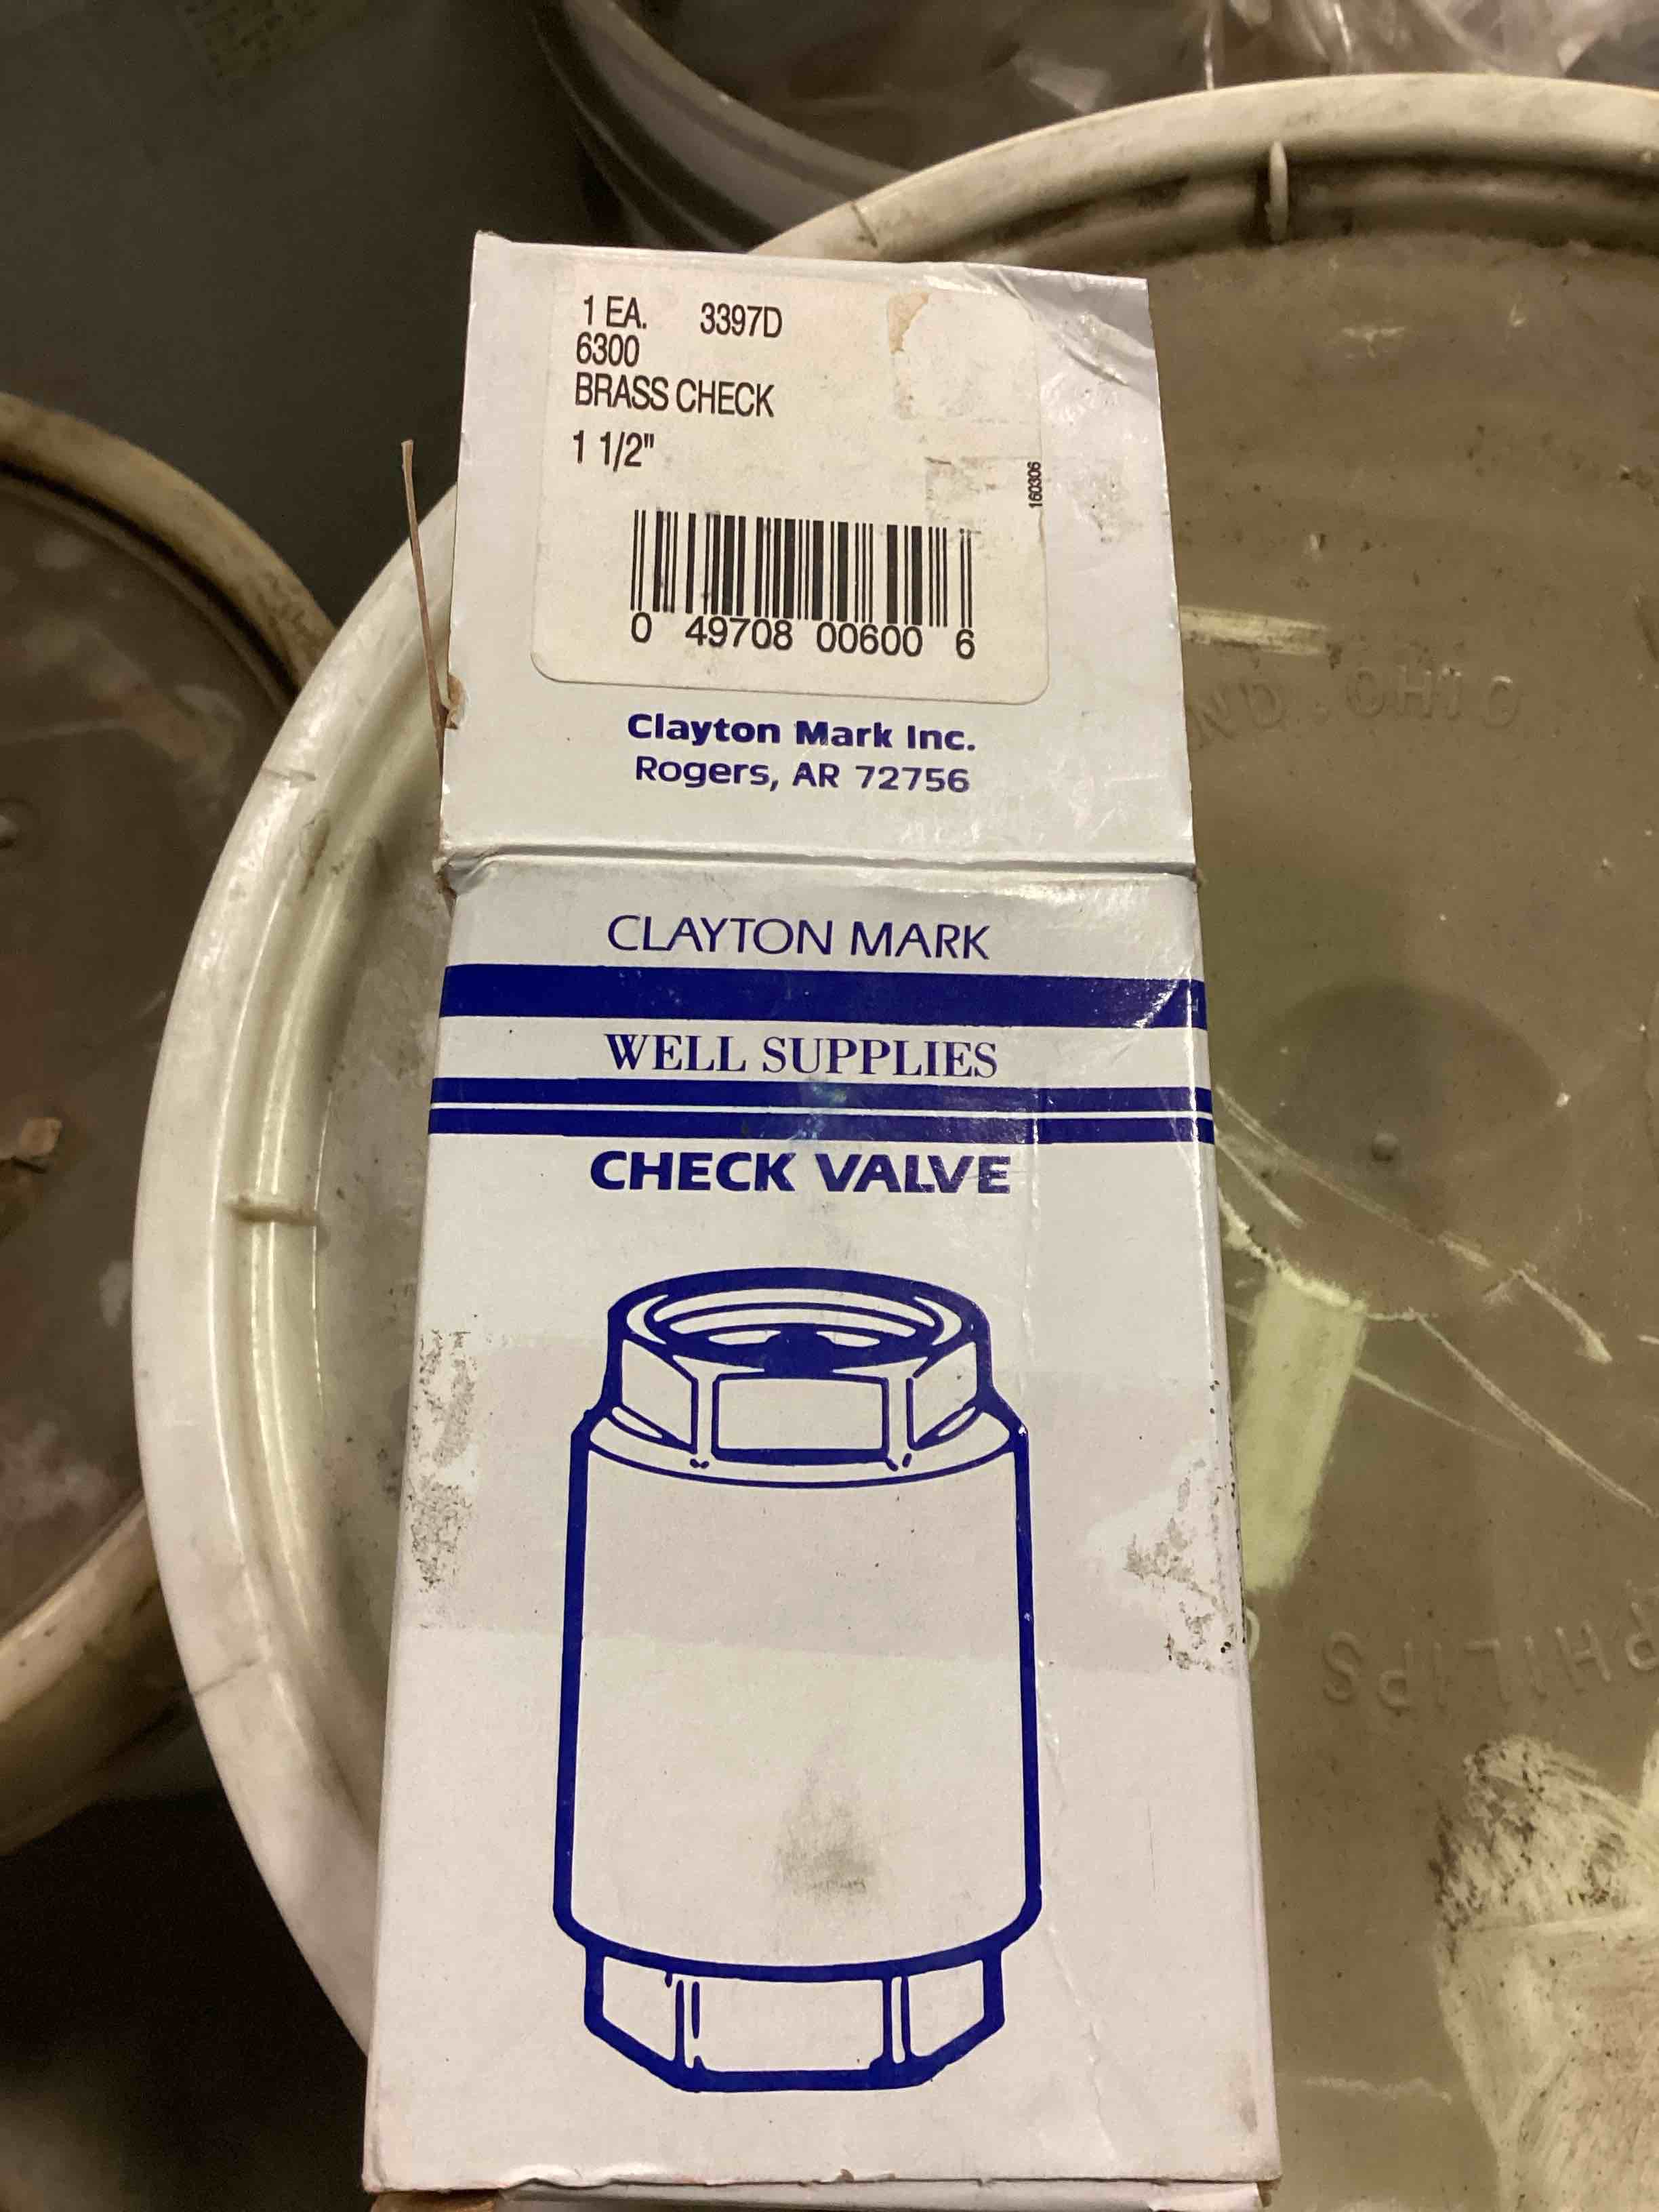 1 EA. 3397D
6300
BRASS CHECK
1 1/2"
160306
0 49708 00600 6
Clayton Mark Inc.
Rogers, AR 72756
CLAYTON MARK
WELL SUPPLIES
CHECK VALVE
OHIO
PHILIPS